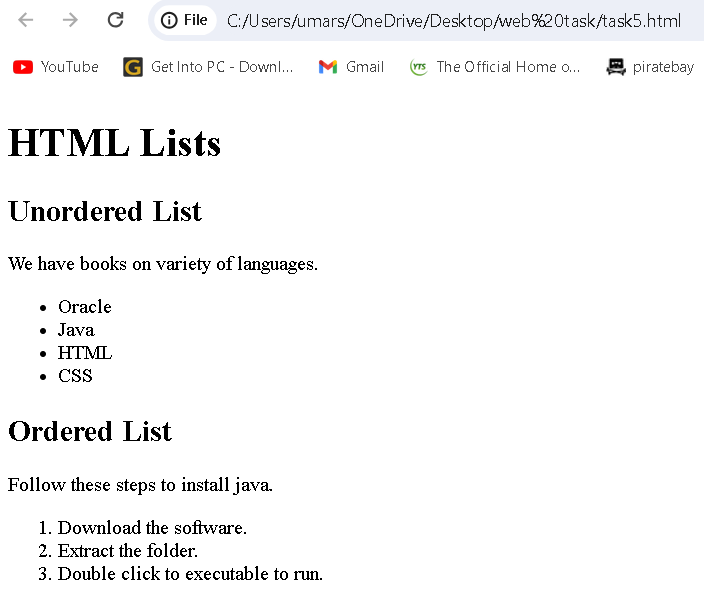 File C:/Users/umars/OneDrive/Desktop/web%20task/task5.html
YouTube Get Into PC - Downl... Gmail YTS The Official Home o... piratebay
HTML Lists
Unordered List
We have books on variety of languages.
• Oracle
• Java
• HTML
• CSS
Ordered List
Follow these steps to install java.
1. Download the software.
2. Extract the folder.
3. Double click to executable to run.